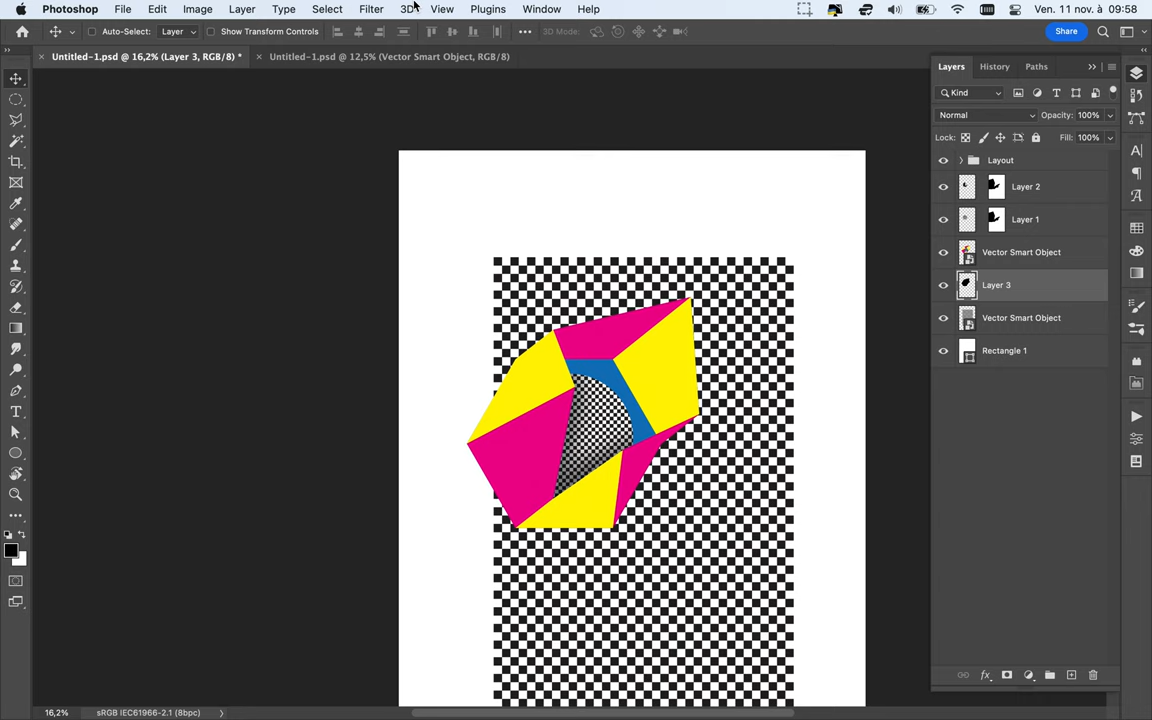 Photoshop File Edit Image Layer Type Select Filter 3D View Plugins Window Help Ven. 11 nov. à 09:58
Auto-Select: Layer Show Transform Controls 3D Mode: Share
Untitled-1.psd @ 16,2% (Layer 3, RGB/8) * Untitled-1.psd @ 12,5% (Vector Smart Object, RGB/8)
Layers History Paths
Kind
Normal Opacity: 100%
Lock: Fill: 100%
Layout
Layer 2
Layer 1
Vector Smart Object
Layer 3
Vector Smart Object
Rectangle 1
16,2% sRGB IEC61966-2.1 (8bpc)